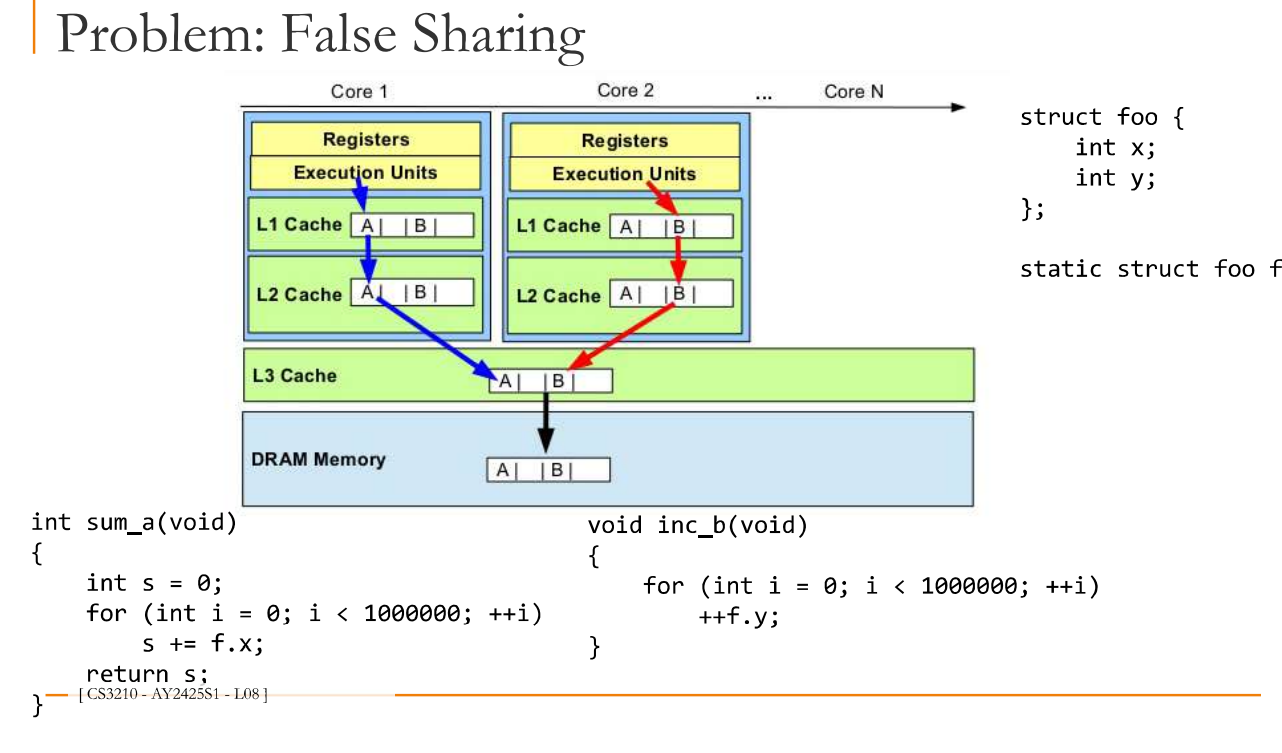 Problem: False Sharing
Core 1
Core 2
...
Core N
Registers
Execution Units
L1 Cache
A| |B|
L2 Cache
A| |B|
Registers
Execution Units
L1 Cache
A| |B|
L2 Cache
A| |B|
L3 Cache
A| |B|
DRAM Memory
A| |B|
struct foo {
    int x;
    int y;
};
static struct foo f
int sum_a(void)
{
    int s = 0;
    for (int i = 0; i < 1000000; ++i)
        s += f.x;
    return s;
}
void inc_b(void)
{
    for (int i = 0; i < 1000000; ++i)
        ++f.y;
}
[ CS3210 - AY2425S1 - L08 ]